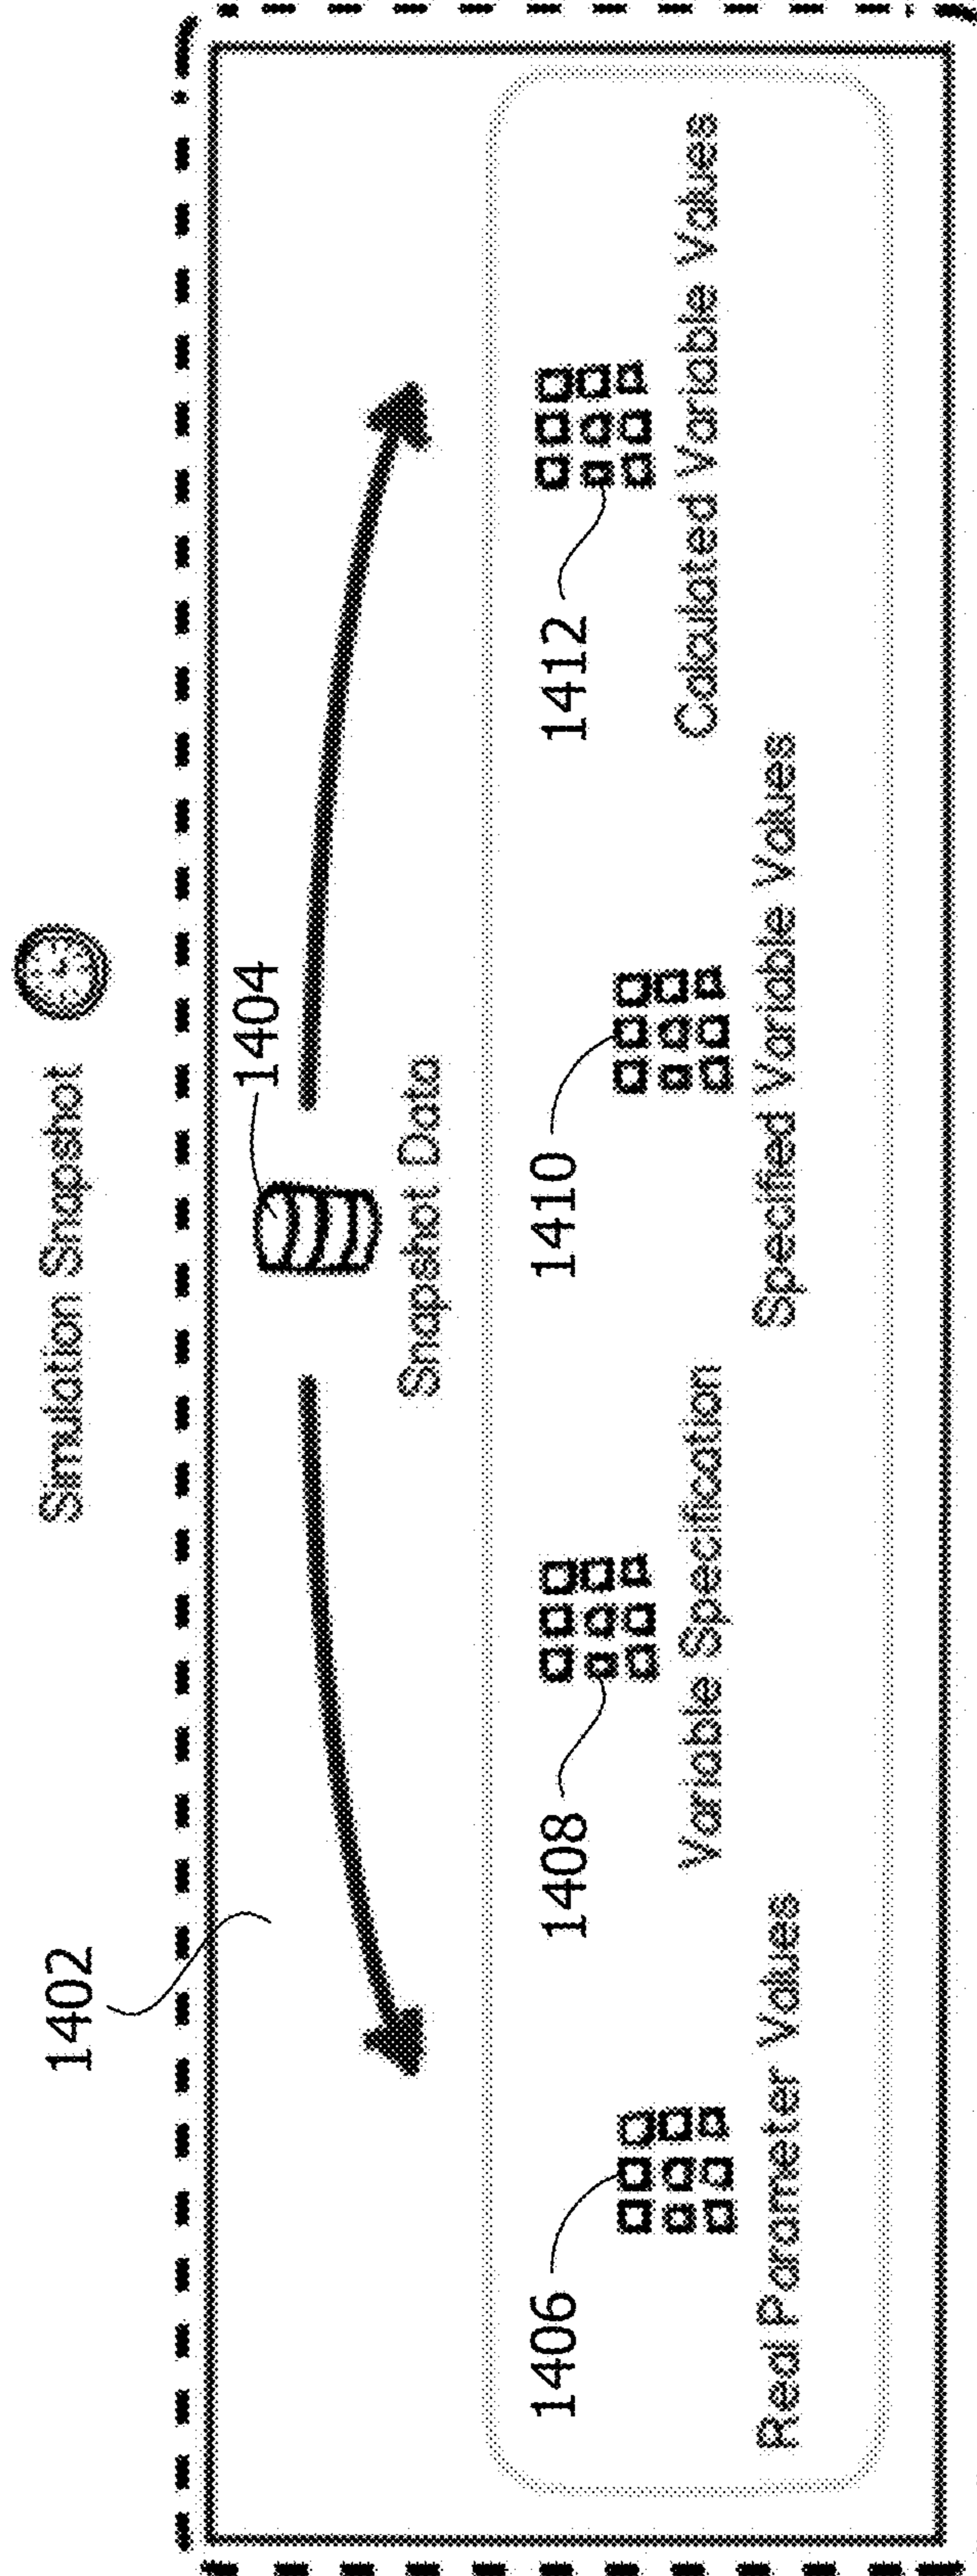 Simulation Snapshot
1402
1404
Snapshot Data
1406
1408
1410
1412
Real Parameter Values
Variable Specification
Specified Variable Values
Calculated Variable Values